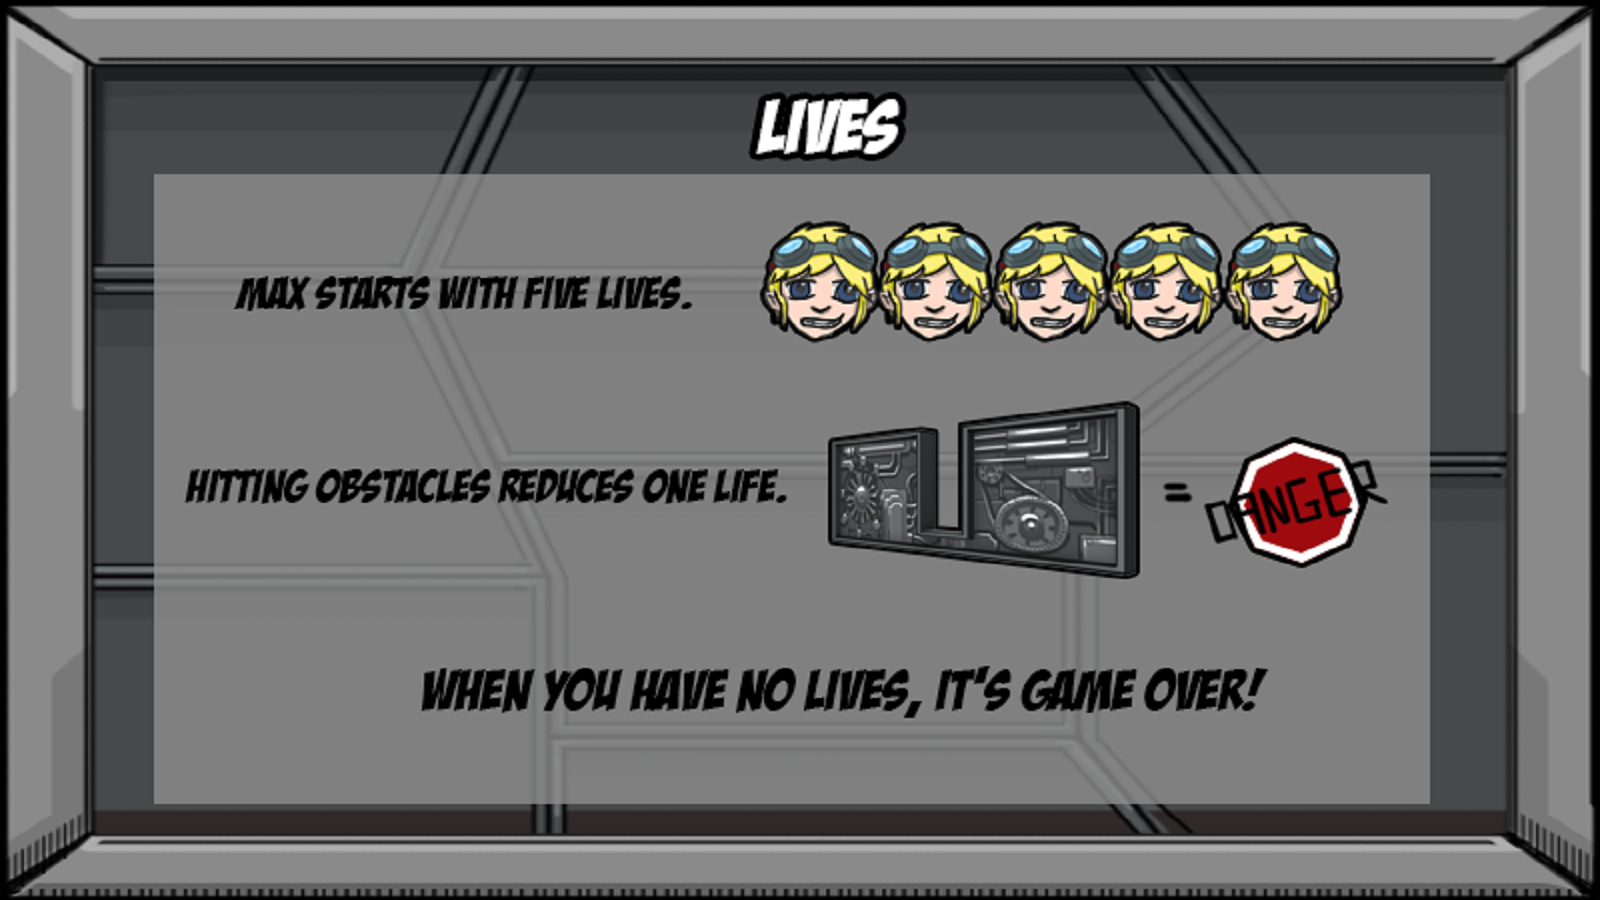 LIVES
MAX STARTS WITH FIVE LIVES.
HITTING OBSTACLES REDUCES ONE LIFE.
=
DANGER
WHEN YOU HAVE NO LIVES, IT'S GAME OVER!